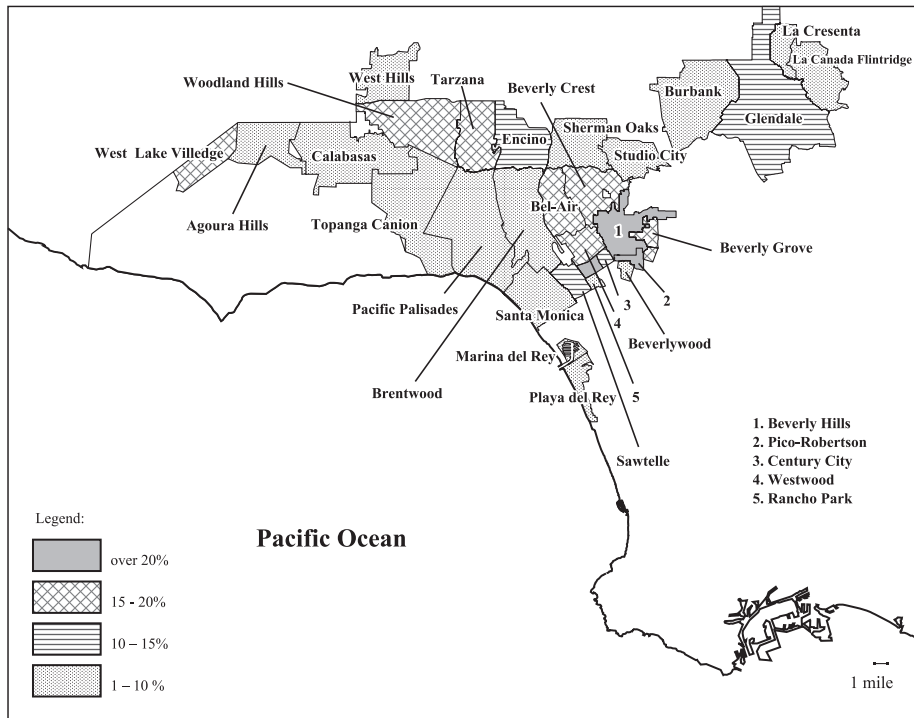 La Cresenta
La Canada Flintridge
West Hills
Woodland Hills
Tarzana
Beverly Crest
Burbank
Glendale
Encino
Sherman Oaks
Studio City
West Lake Villedge
Calabasas
Bel-Air
Agoura Hills
Topanga Canion
1
Beverly Grove
Pacific Palisades
Santa Monica
3
2
4
Beverlywood
Marina del Rey
Brentwood
Playa del Rey
5
Sawtelle
1. Beverly Hills
2. Pico-Robertson
3. Century City
4. Westwood
5. Rancho Park
Legend:
Pacific Ocean
over 20%
15 - 20%
10 – 15%
1 – 10 %
1 mile